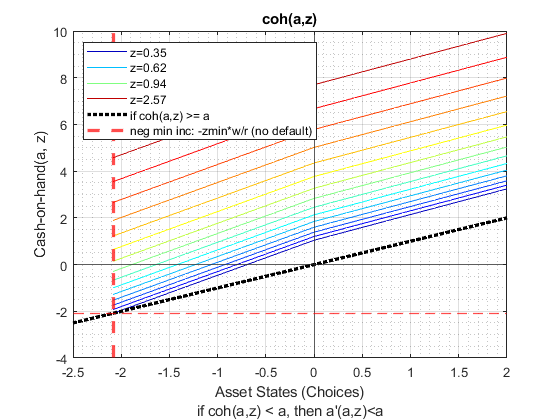 coh(a,z)
10
8
6
4
2
0
-2
-4
Cash-on-hand(a, z)
z=0.35
z=0.62
z=0.94
z=2.57
if coh(a,z) >= a
neg min inc: -zmin*w/r (no default)
-2.5 -2 -1.5 -1 -0.5 0 0.5 1 1.5 2
Asset States (Choices)
if coh(a,z) < a, then a'(a,z)<a